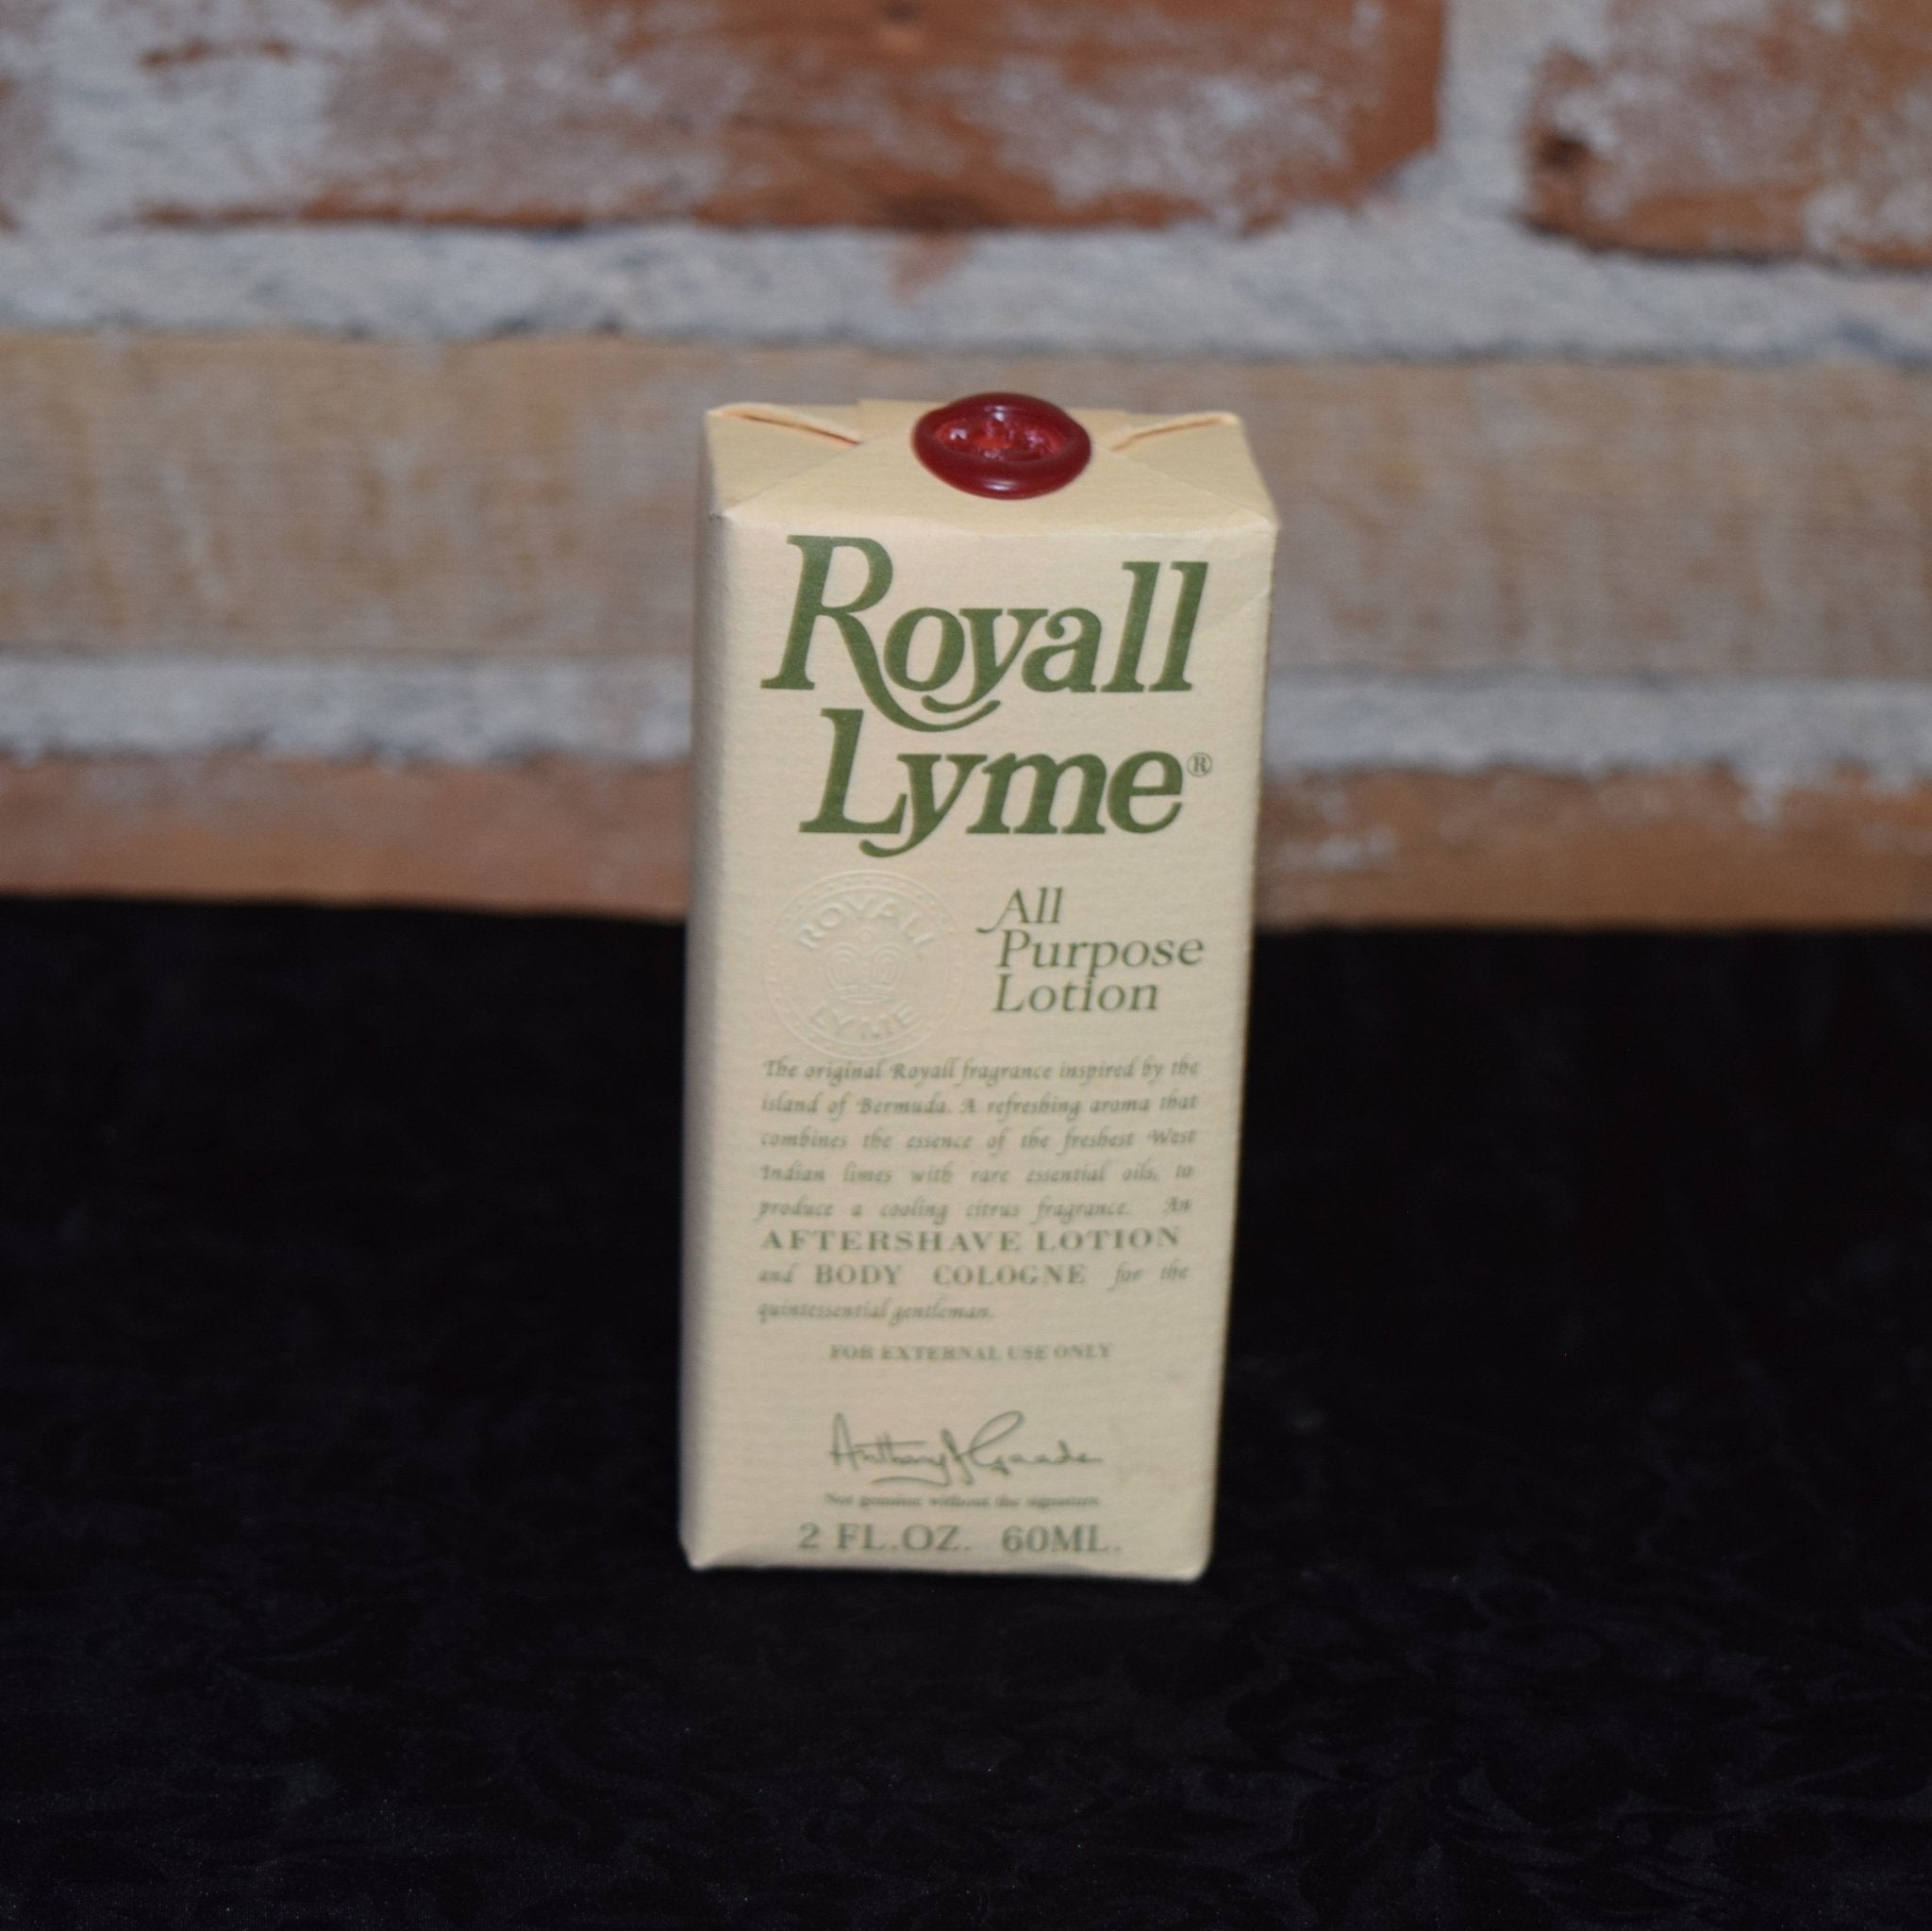 Royall
Lyme®
ROYALL
LYME
All
Purpose
Lotion
The original Royall fragrance inspired by the
island of Bermuda. A refreshing aroma that
combines the essence of the freshest West
Indian limes with rare essential oils, to
produce a cooling citrus fragrance. An
AFTERSHAVE LOTION
and BODY COLOGNE for the
quintessential gentleman.
FOR EXTERNAL USE ONLY
Anthony
Not genuine without the signature
2 FL.OZ. 60ML.